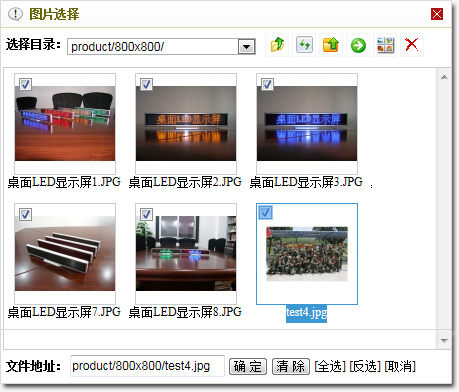 图片选择
选择目录: product/800x800/
桌面LED显示屏
桌面LED显示屏
桌面LED显示屏1.JPG 桌面LED显示屏2.JPG 桌面LED显示屏3.JPG
桌面LED显示屏7.JPG 桌面LED显示屏8.JPG test4.jpg
文件地址: product/800x800/test4.jpg 确 定 清 除 [全选] [反选] [取消]